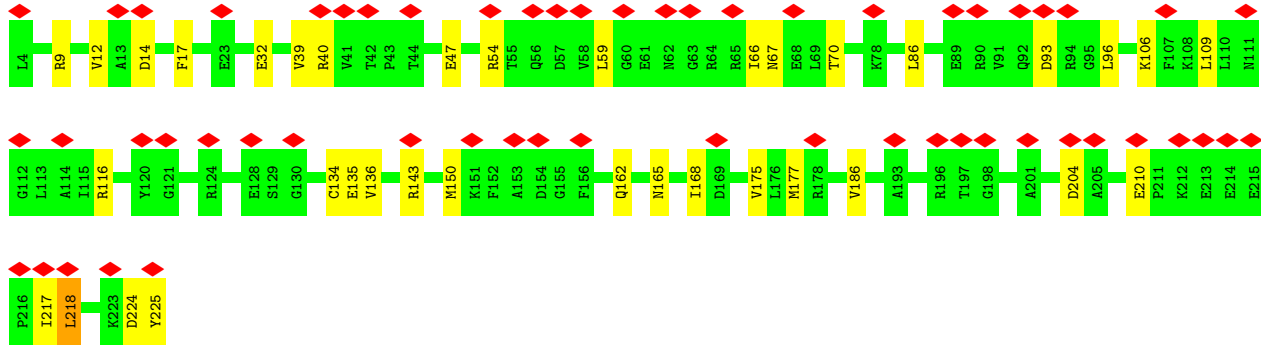 L4 R9 V12 A13 D14 F17 E23 E32 V39 R40 V41 T42 P43 T44 E47 R54 T55 Q56 D57 V58 L59 G60 E61 N62 G63 R64 R65 I66 N67 E68 L69 T70 K78 L86 E89 R90 V91 Q92 D93 R94 G95 L96 K106 F107 K108 L109 L110 N111
G112 L113 A114 I115 R116 Y120 G121 R124 E128 S129 G130 C134 E135 V136 R143 M150 K151 F152 A153 D154 G155 F156 Q162 N165 I168 D169 V175 L176 M177 R178 V186 A193 R196 T197 G198 A201 D204 A205 E210 P211 K212 E213 E214 E215
P216 I217 L218 K223 D224 Y225